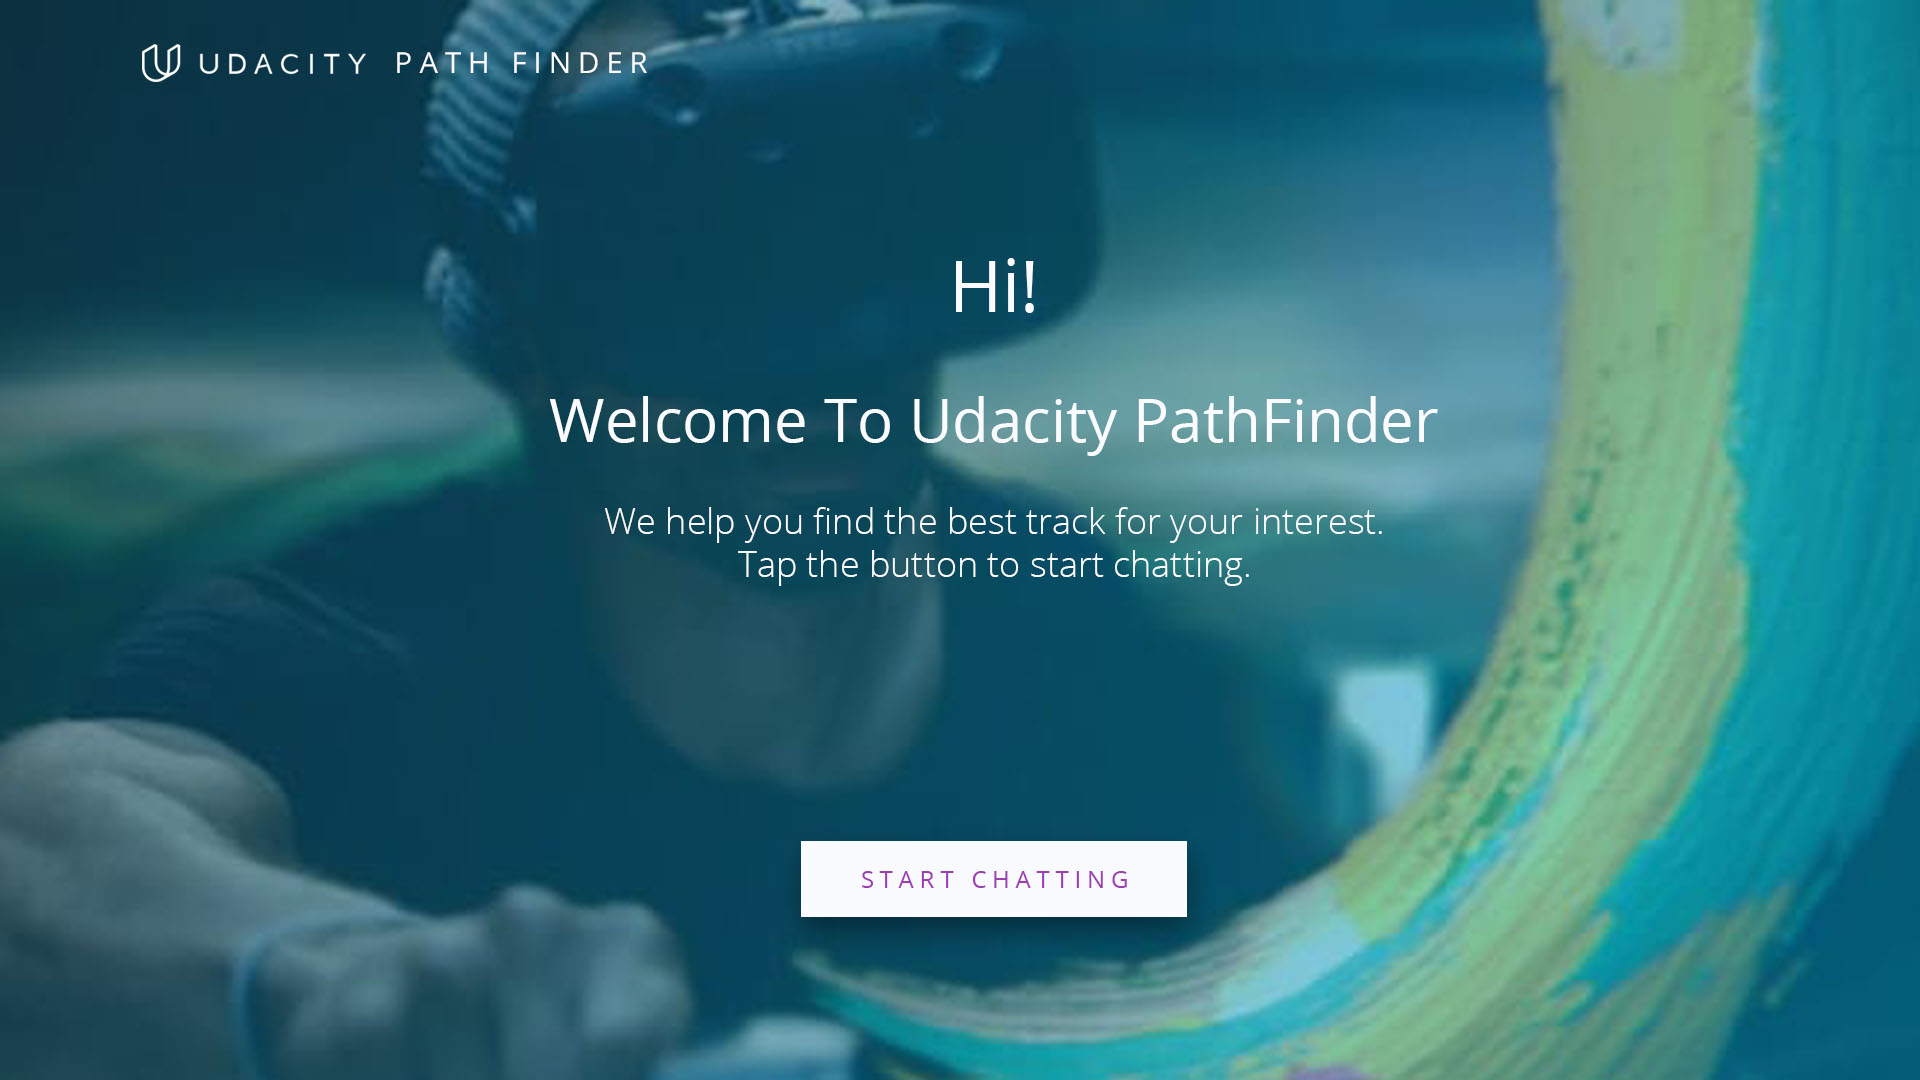 UDACITY PATH FINDER
Hi!
Welcome To Udacity PathFinder
We help you find the best track for your interest.
Tap the button to start chatting.
START CHATTING